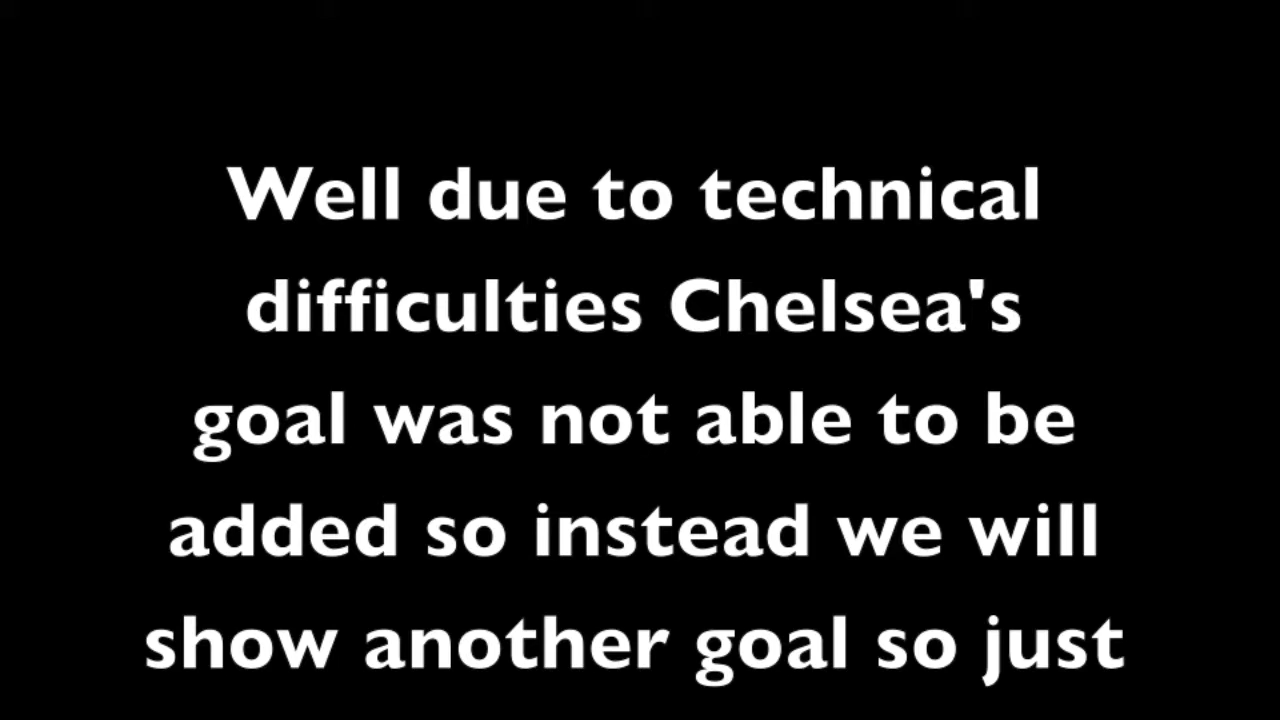 Well due to technical
difficulties Chelsea's
goal was not able to be
added so instead we will
show another goal so just